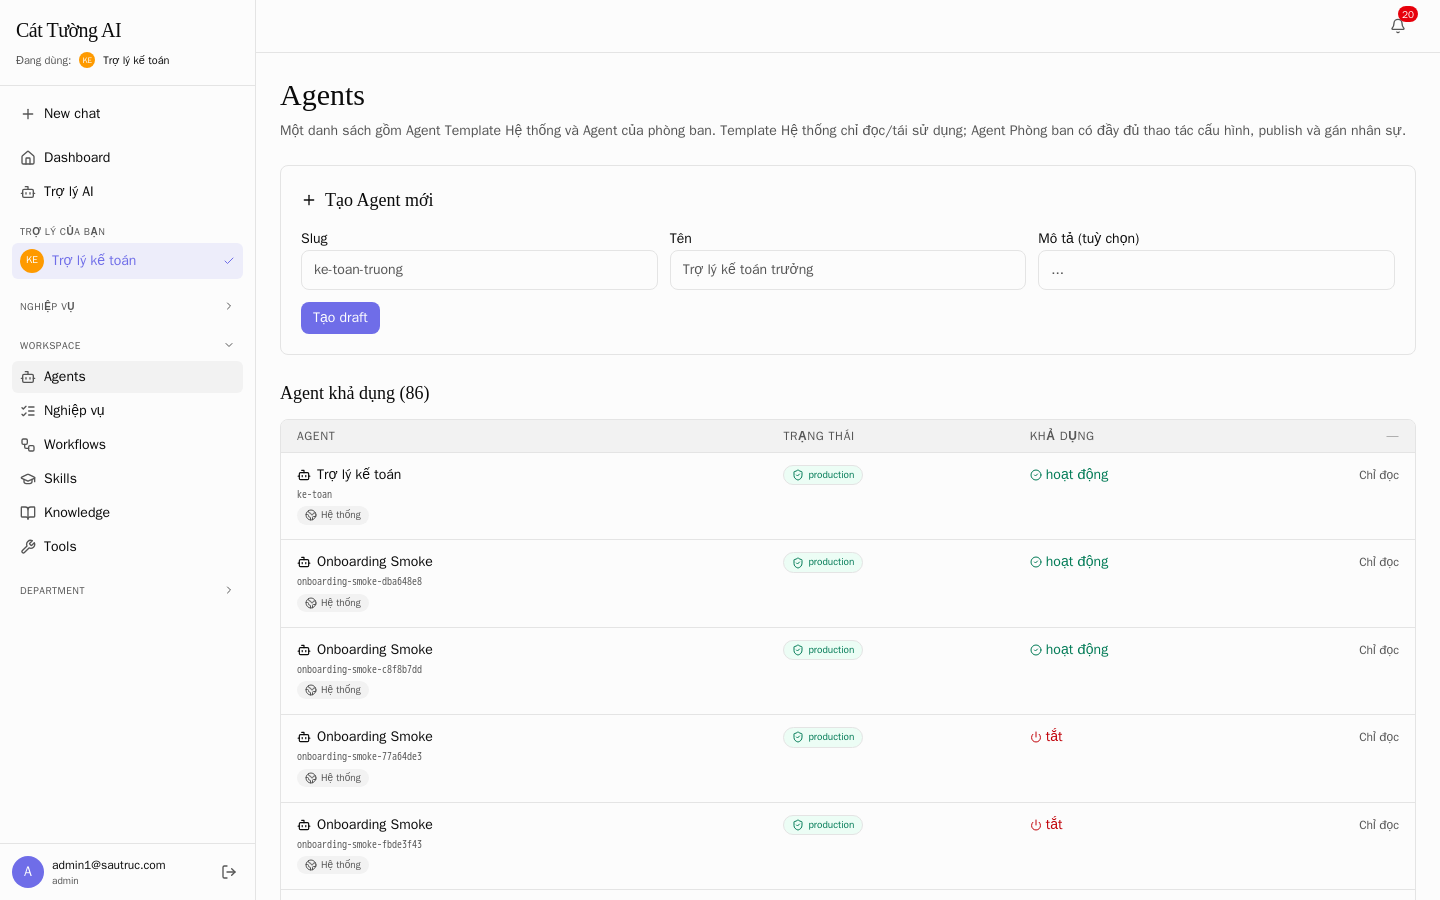 Cát Tường AI
Đang dùng: KE Trợ lý kế toán
New chat
Dashboard
Trợ lý AI
TRỢ LÝ CỦA BẠN
KE Trợ lý kế toán
NGHIỆP VỤ
WORKSPACE
Agents
Nghiệp vụ
Workflows
Skills
Knowledge
Tools
DEPARTMENT
A admin1@sautruc.com
admin
20
Agents
Một danh sách gồm Agent Template Hệ thống và Agent của phòng ban. Template Hệ thống chỉ đọc/tái sử dụng; Agent Phòng ban có đầy đủ thao tác cấu hình, publish và gán nhân sự.
Tạo Agent mới
Slug Tên Mô tả (tuỳ chọn)
ke-toan-truong Trợ lý kế toán trưởng ...
Tạo draft
Agent khả dụng (86)
AGENT TRẠNG THÁI KHẢ DỤNG —
Trợ lý kế toán production hoạt động Chỉ đọc
ke-toan
Hệ thống
Onboarding Smoke production hoạt động Chỉ đọc
onboarding-smoke-dba648e8
Hệ thống
Onboarding Smoke production hoạt động Chỉ đọc
onboarding-smoke-c8f8b7dd
Hệ thống
Onboarding Smoke production tắt Chỉ đọc
onboarding-smoke-77a64de3
Hệ thống
Onboarding Smoke production tắt Chỉ đọc
onboarding-smoke-fbde3f43
Hệ thống